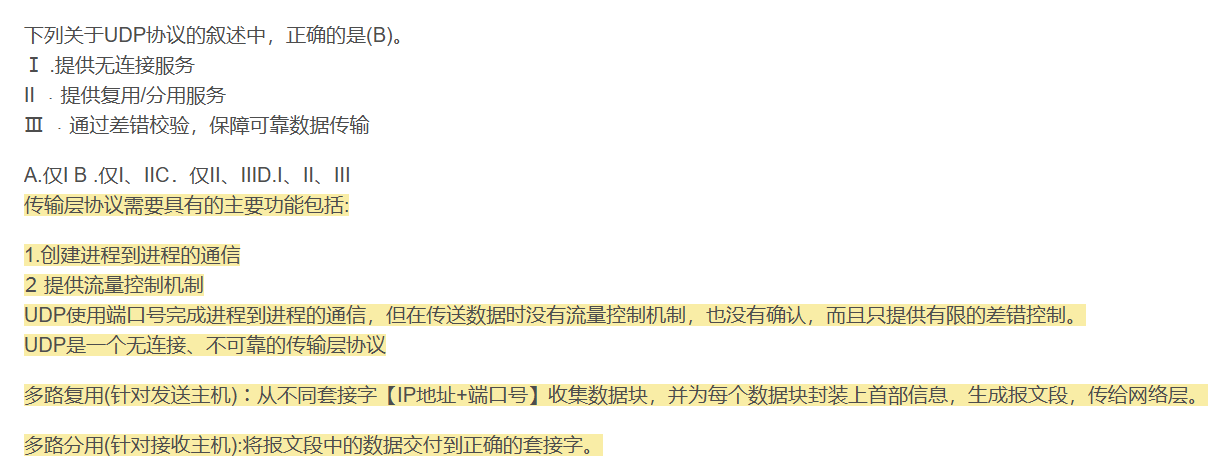 下列关于UDP协议的叙述中，正确的是(B)。
Ⅰ .提供无连接服务
II ．提供复用/分用服务
Ⅲ ．通过差错校验，保障可靠数据传输
A.仅I B .仅I、IIC．仅II、IIID.I、II、III
传输层协议需要具有的主要功能包括:
1.创建进程到进程的通信
2 提供流量控制机制
UDP使用端口号完成进程到进程的通信，但在传送数据时没有流量控制机制，也没有确认，而且只提供有限的差错控制。
UDP是一个无连接、不可靠的传输层协议
多路复用(针对发送主机)：从不同套接字【IP地址+端口号】收集数据块，并为每个数据块封装上首部信息，生成报文段，传给网络层。
多路分用(针对接收主机):将报文段中的数据交付到正确的套接字。